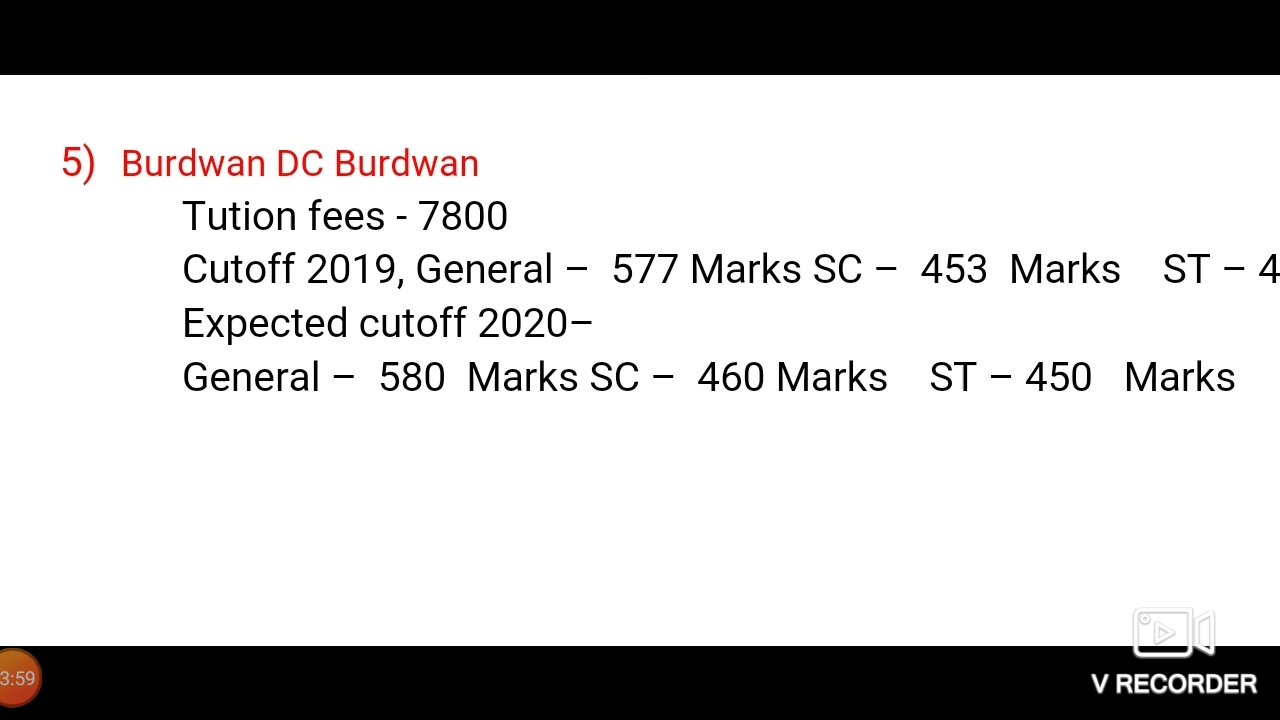 5) Burdwan DC Burdwan
Tution fees - 7800
Cutoff 2019, General – 577 Marks SC – 453 Marks ST – 4
Expected cutoff 2020–
General – 580 Marks SC – 460 Marks ST – 450 Marks
3:59
V RECORDER